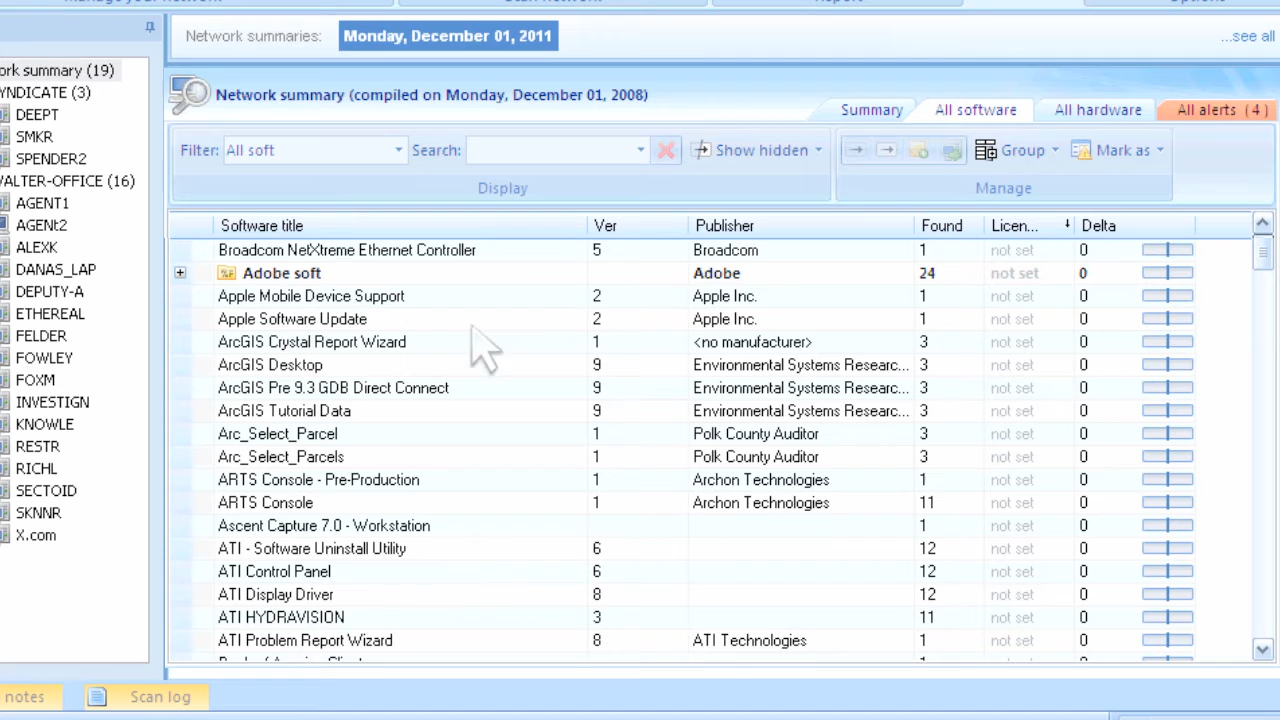 Network summaries: Monday, December 01, 2011 ...see all
ork summary (19)
YNDICATE (3)
DEEPT
SMKR
SPENDER2
VALTER-OFFICE (16)
AGENT1
AGENt2
ALEXK
DANAS_LAP
DEPUTY-A
ETHEREAL
FELDER
FOWLEY
FOXM
INVESTIGN
KNOWLE
RESTR
RICHL
SECTOID
SKNNR
X.com
Network summary (compiled on Monday, December 01, 2008)
Summary All software All hardware All alerts (4)
Filter: All soft Search: Show hidden Group Mark as
Display Manage
Software title Ver Publisher Found Licen... Delta
Broadcom NetXtreme Ethernet Controller 5 Broadcom 1 not set 0
Adobe soft Adobe 24 not set 0
Apple Mobile Device Support 2 Apple Inc. 1 not set 0
Apple Software Update 2 Apple Inc. 1 not set 0
ArcGIS Crystal Report Wizard 1 <no manufacturer> 3 not set 0
ArcGIS Desktop 9 Environmental Systems Researc... 3 not set 0
ArcGIS Pre 9.3 GDB Direct Connect 9 Environmental Systems Researc... 3 not set 0
ArcGIS Tutorial Data 9 Environmental Systems Researc... 3 not set 0
Arc_Select_Parcel 1 Polk County Auditor 3 not set 0
Arc_Select_Parcels 1 Polk County Auditor 3 not set 0
ARTS Console - Pre-Production 1 Archon Technologies 1 not set 0
ARTS Console 1 Archon Technologies 11 not set 0
Ascent Capture 7.0 - Workstation 1 not set 0
ATI - Software Uninstall Utility 6 12 not set 0
ATI Control Panel 6 12 not set 0
ATI Display Driver 8 12 not set 0
ATI HYDRAVISION 3 11 not set 0
ATI Problem Report Wizard 8 ATI Technologies 1 not set 0
notes Scan log